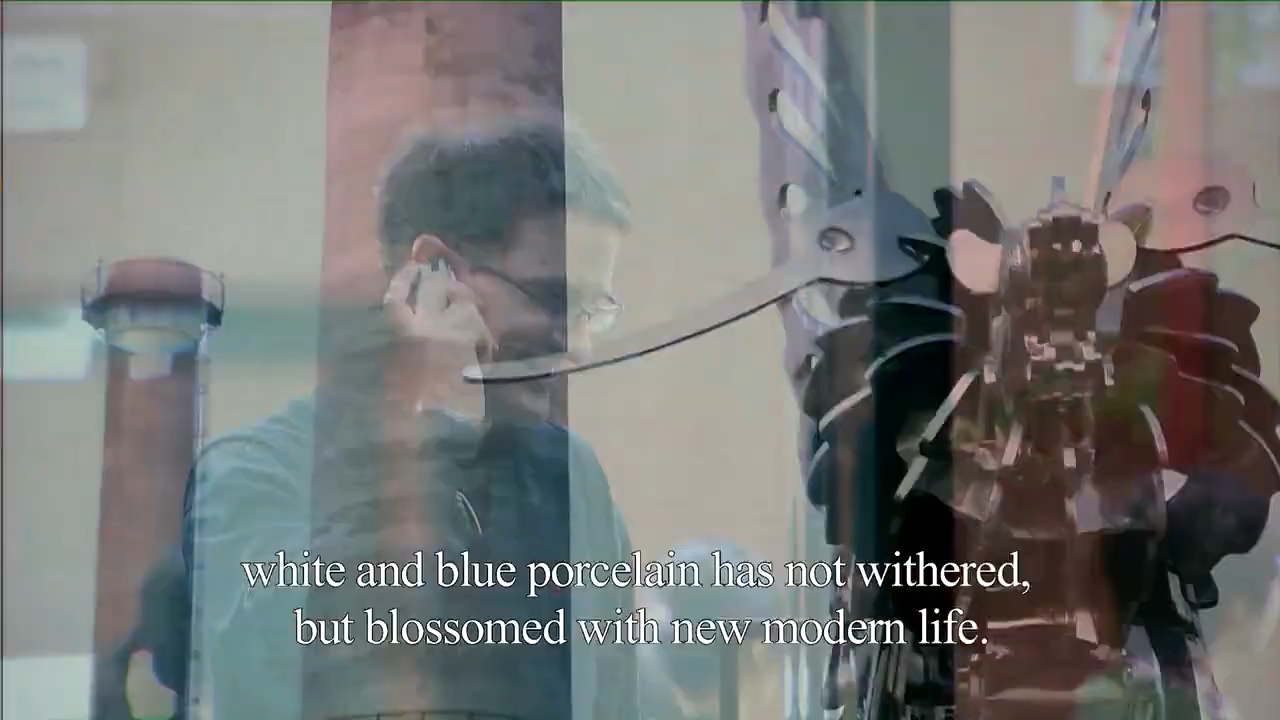 white and blue porcelain has not withered,
but blossomed with new modern life.